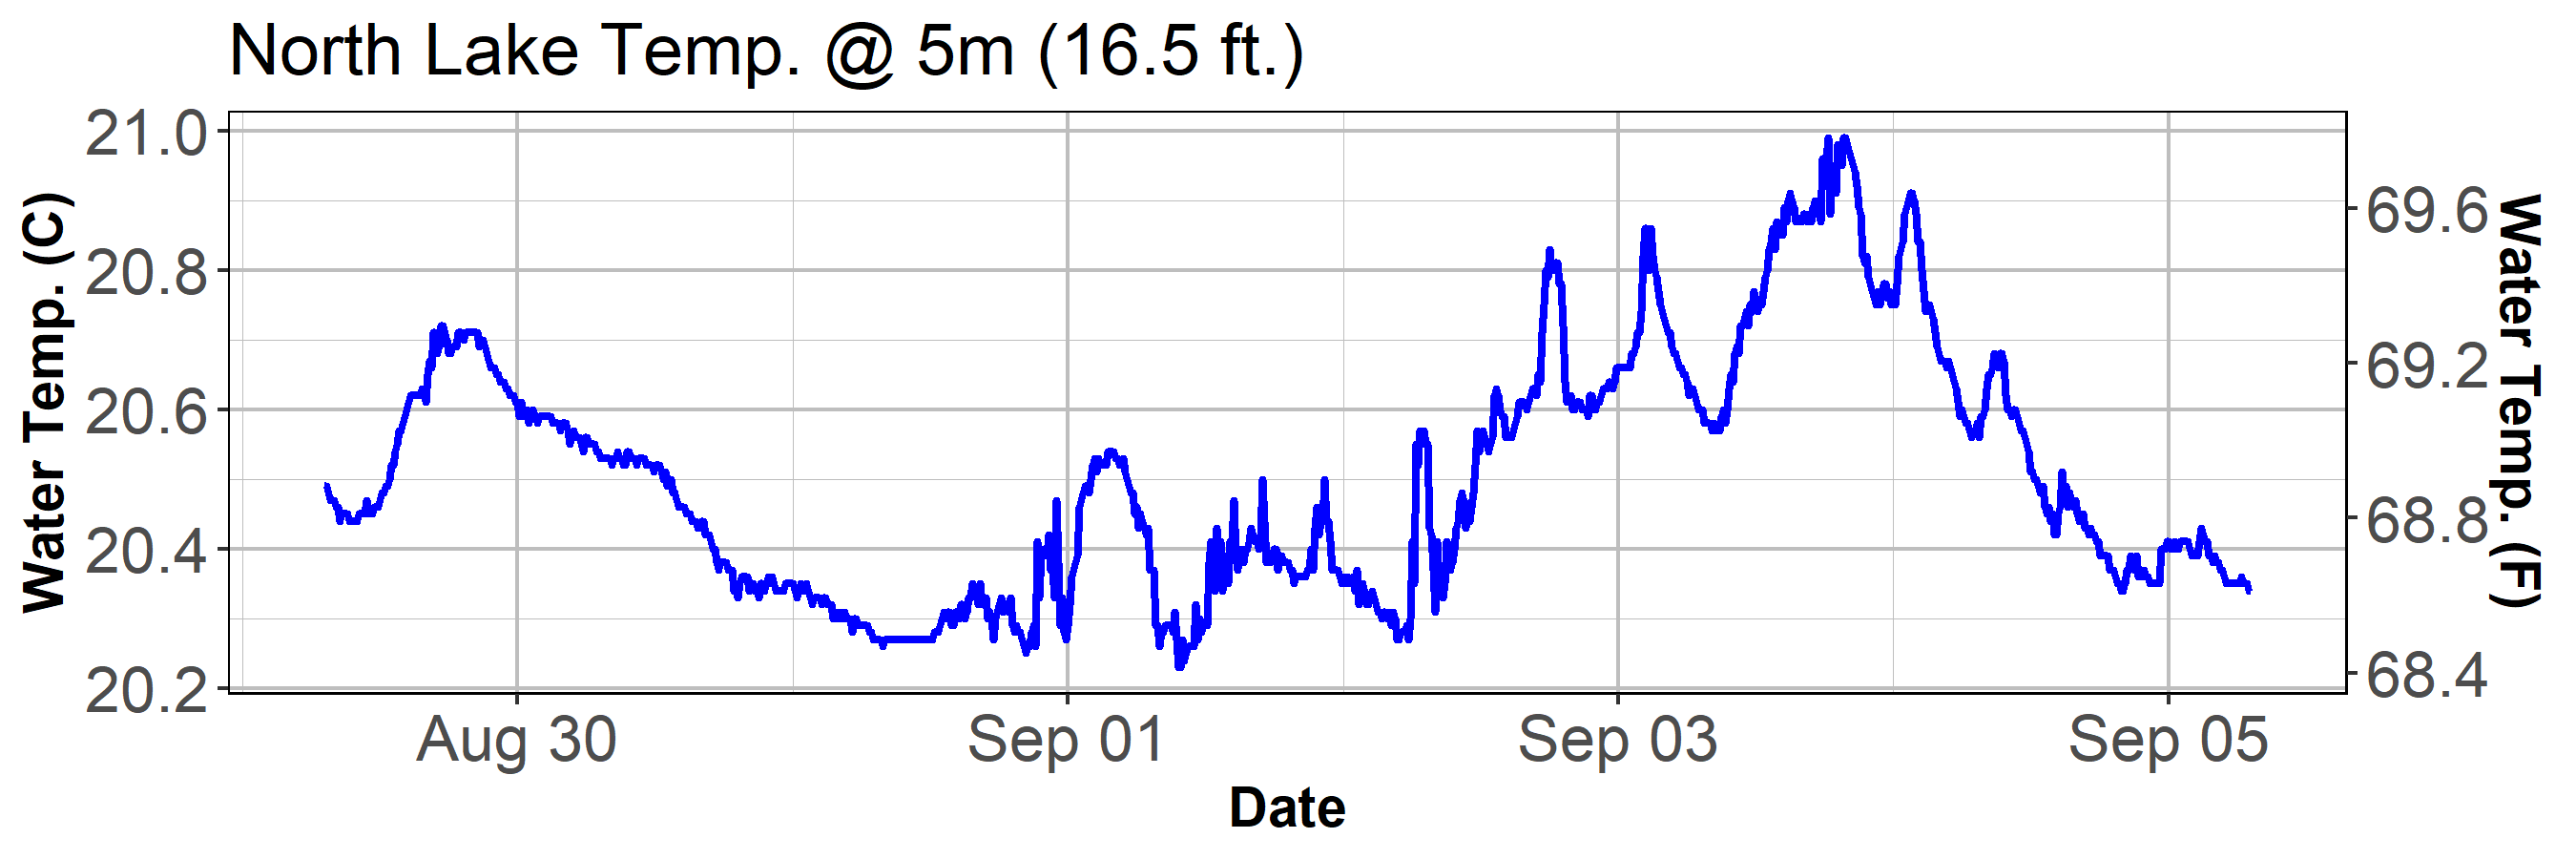 North Lake Temp. @ 5m (16.5 ft.)
Water Temp. (C)
21.0
20.8
20.6
20.4
20.2
69.6
69.2
68.8
68.4
Water Temp. (F)
Aug 30 Sep 01 Sep 03 Sep 05
Date